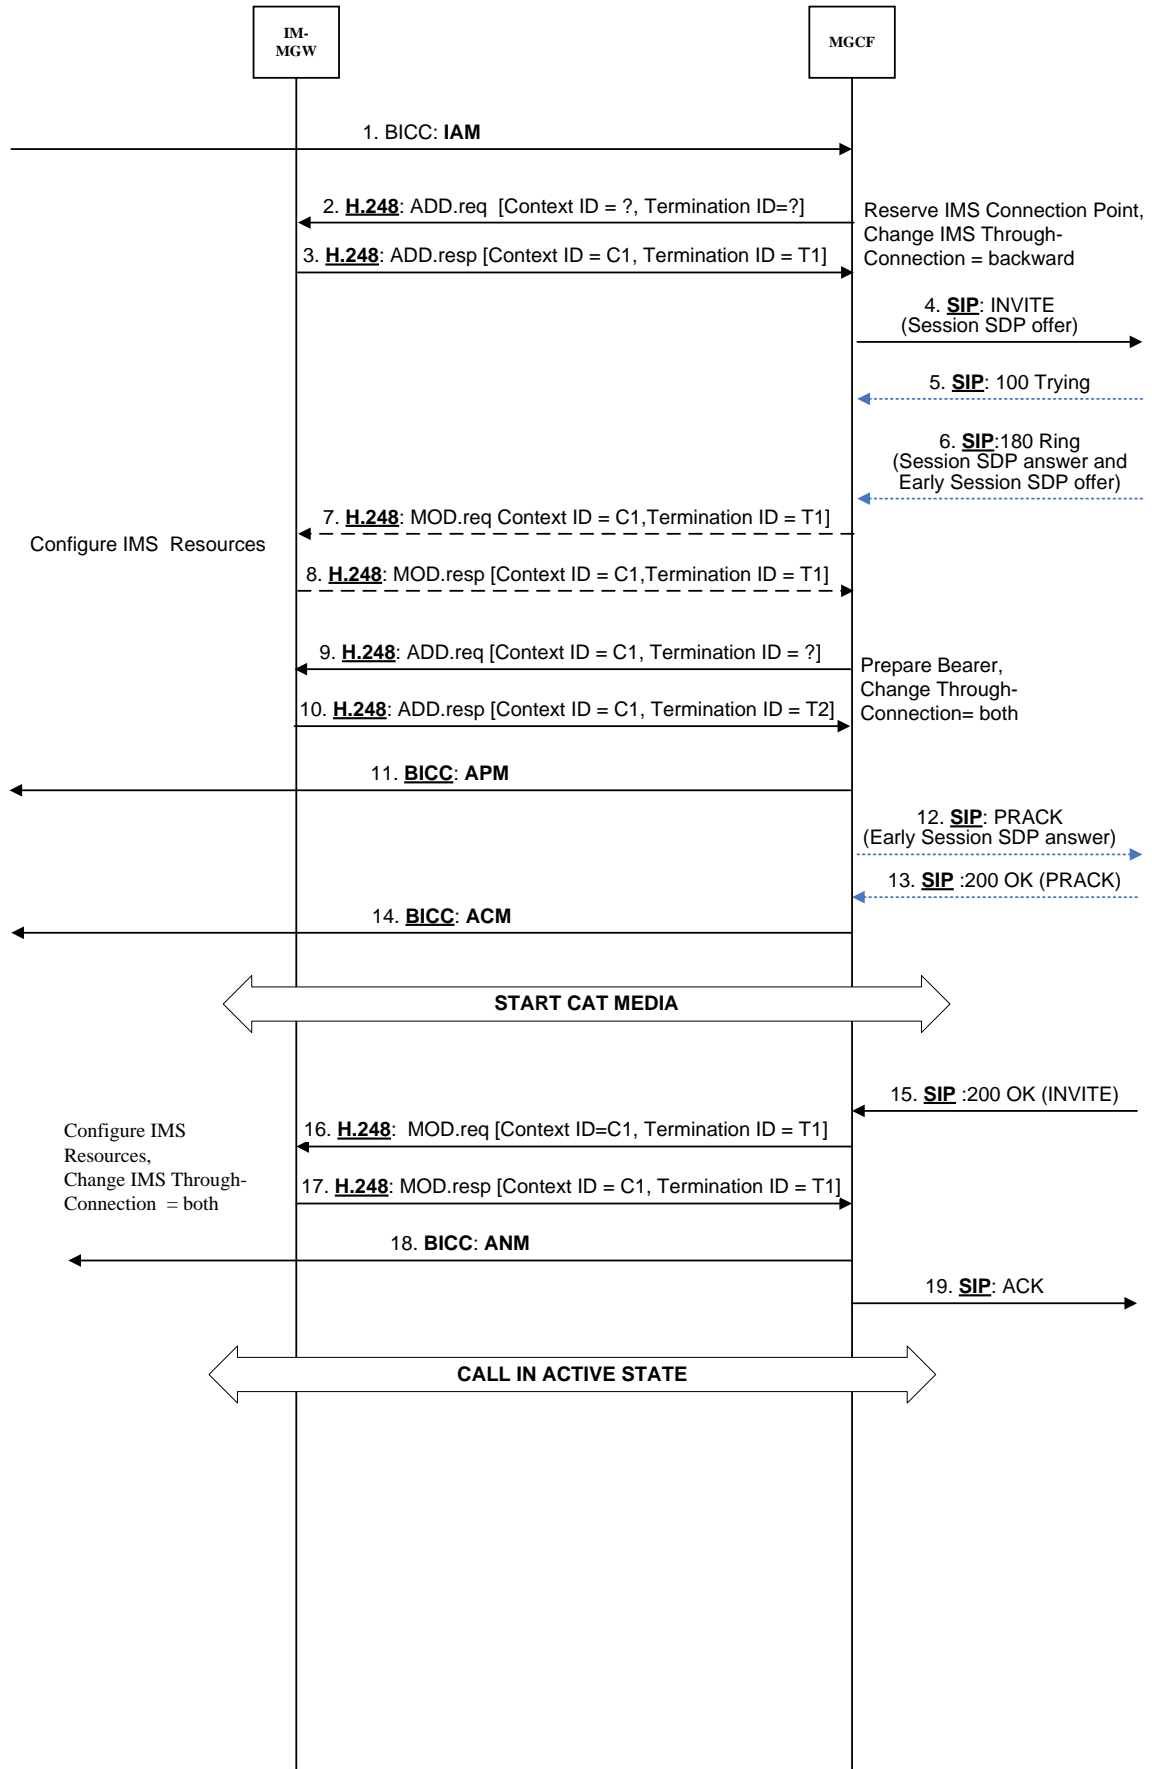 IM-
MGW
MGCF
1. BICC: IAM
2. H.248: ADD.req [Context ID = ?, Termination ID=?]
Reserve IMS Connection Point,
Change IMS Through-
Connection = backward
3. H.248: ADD.resp [Context ID = C1, Termination ID = T1]
4. SIP: INVITE
(Session SDP offer)
5. SIP: 100 Trying
6. SIP:180 Ring
(Session SDP answer and
Early Session SDP offer)
7. H.248: MOD.req Context ID = C1,Termination ID = T1]
Configure IMS Resources
8. H.248: MOD.resp [Context ID = C1,Termination ID = T1]
9. H.248: ADD.req [Context ID = C1, Termination ID = ?]
Prepare Bearer,
Change Through-
Connection= both
10. H.248: ADD.resp [Context ID = C1, Termination ID = T2]
11. BICC: APM
12. SIP: PRACK
(Early Session SDP answer)
13. SIP :200 OK (PRACK)
14. BICC: ACM
START CAT MEDIA
15. SIP :200 OK (INVITE)
16. H.248: MOD.req [Context ID=C1, Termination ID = T1]
Configure IMS
Resources,
Change IMS Through-
Connection = both
17. H.248: MOD.resp [Context ID = C1, Termination ID = T1]
18. BICC: ANM
19. SIP: ACK
CALL IN ACTIVE STATE